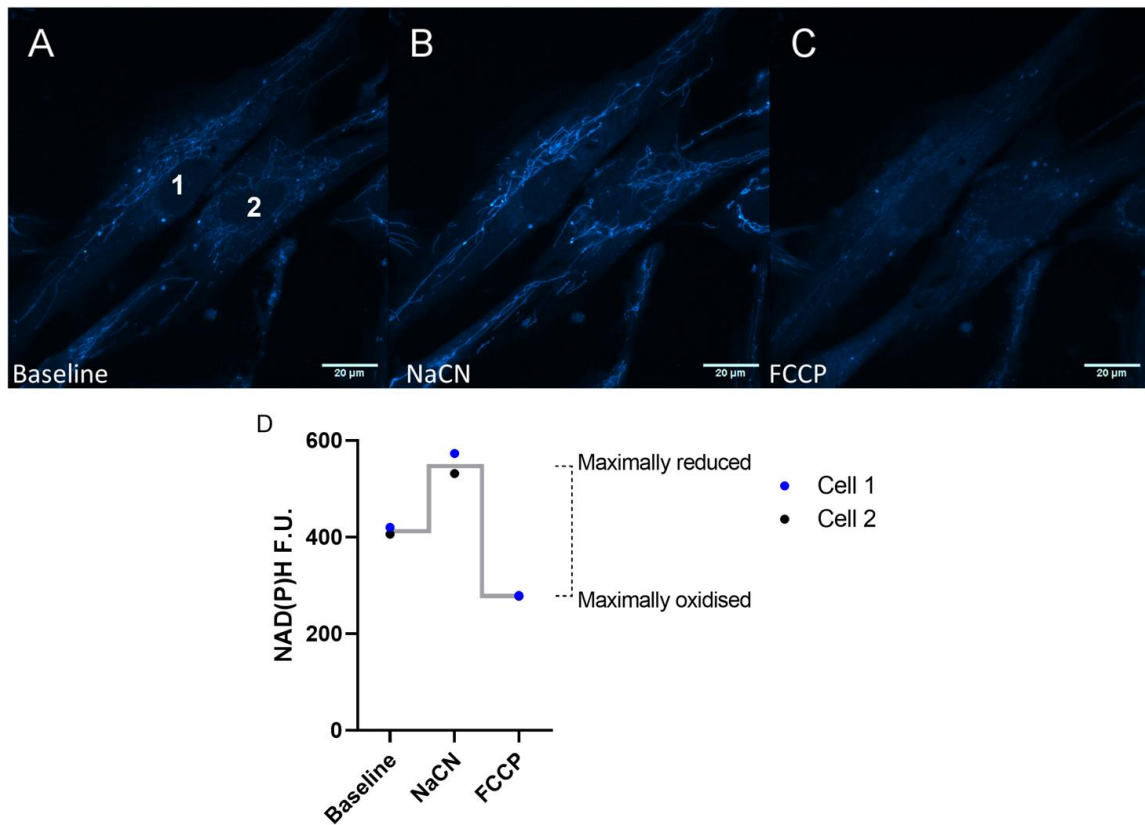 A
B
C
1
2
Baseline
20 µm
NaCN
20 µm
FCCP
20 µm
D
NAD(P)H F.U.
600
400
200
0
Baseline
NaCN
FCCP
Maximally reduced
Maximally oxidised
Cell 1
Cell 2